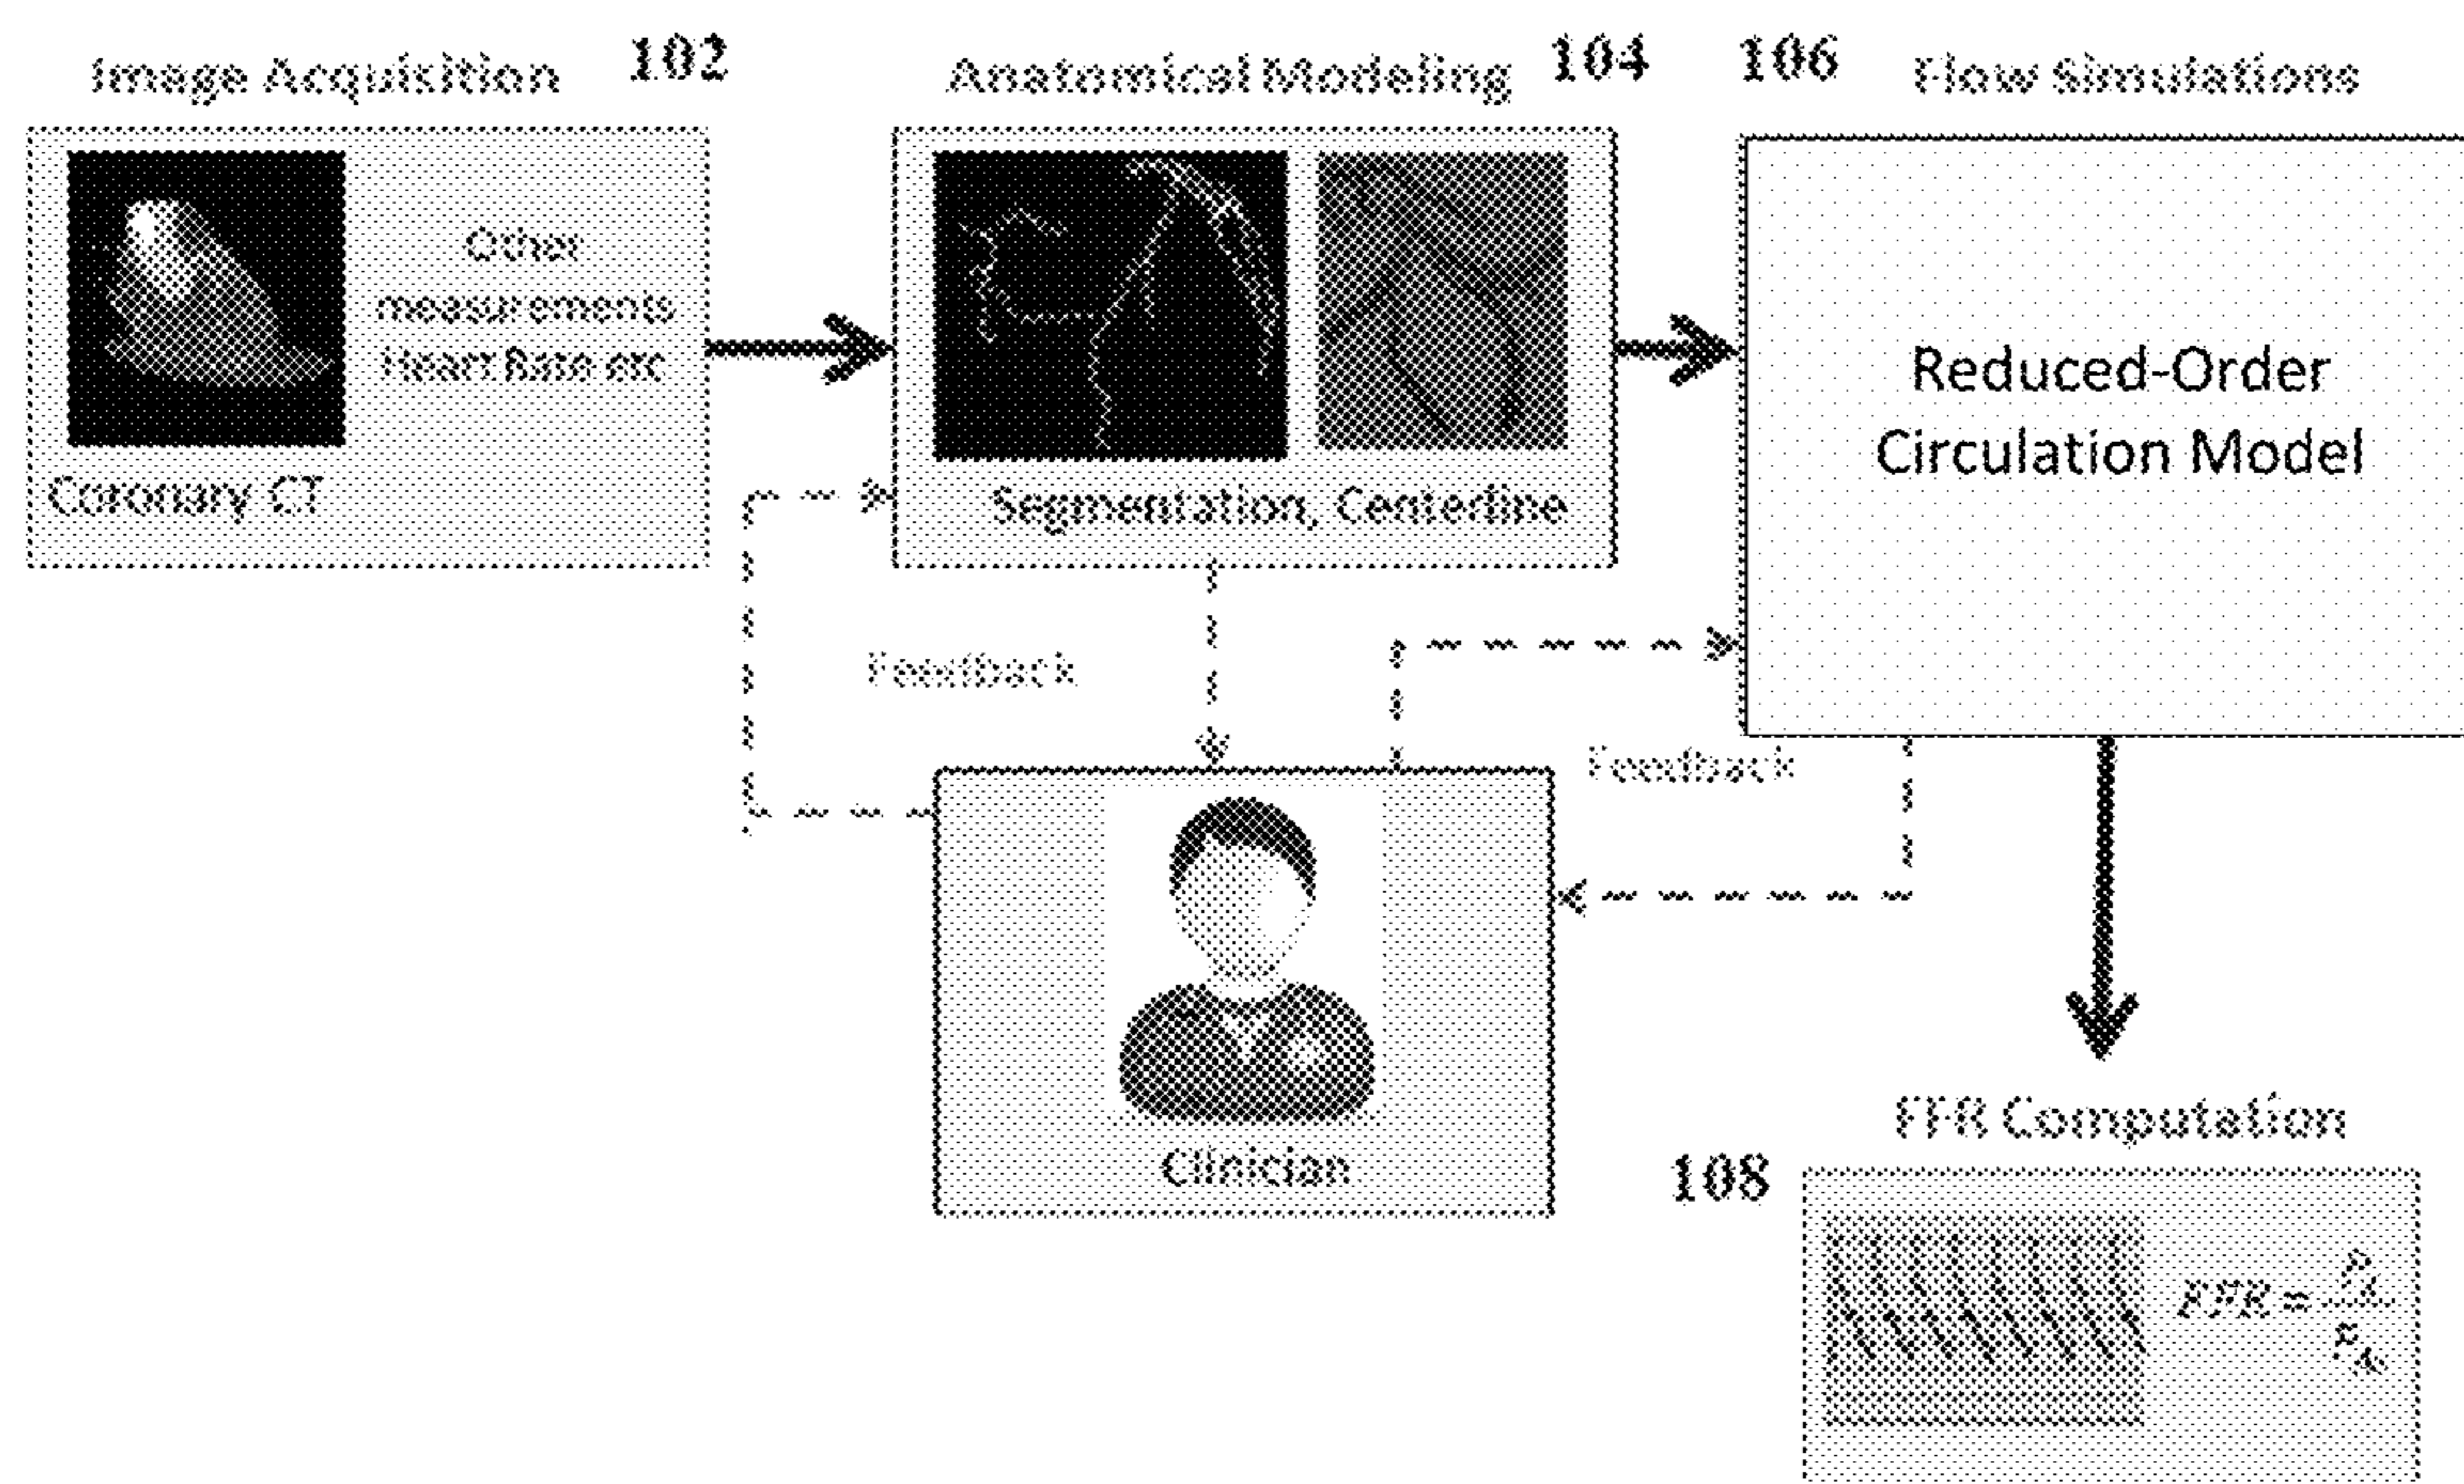 Image Acquisition 102
Anatomical Modeling 104
106 Flow Simulations
Other
measurements
Heart Rate etc
Coronary CT
Segmentation, Centerline
Reduced-Order
Circulation Model
Feedback
Feedback
Clinician
FFR Computation
108
FFR =